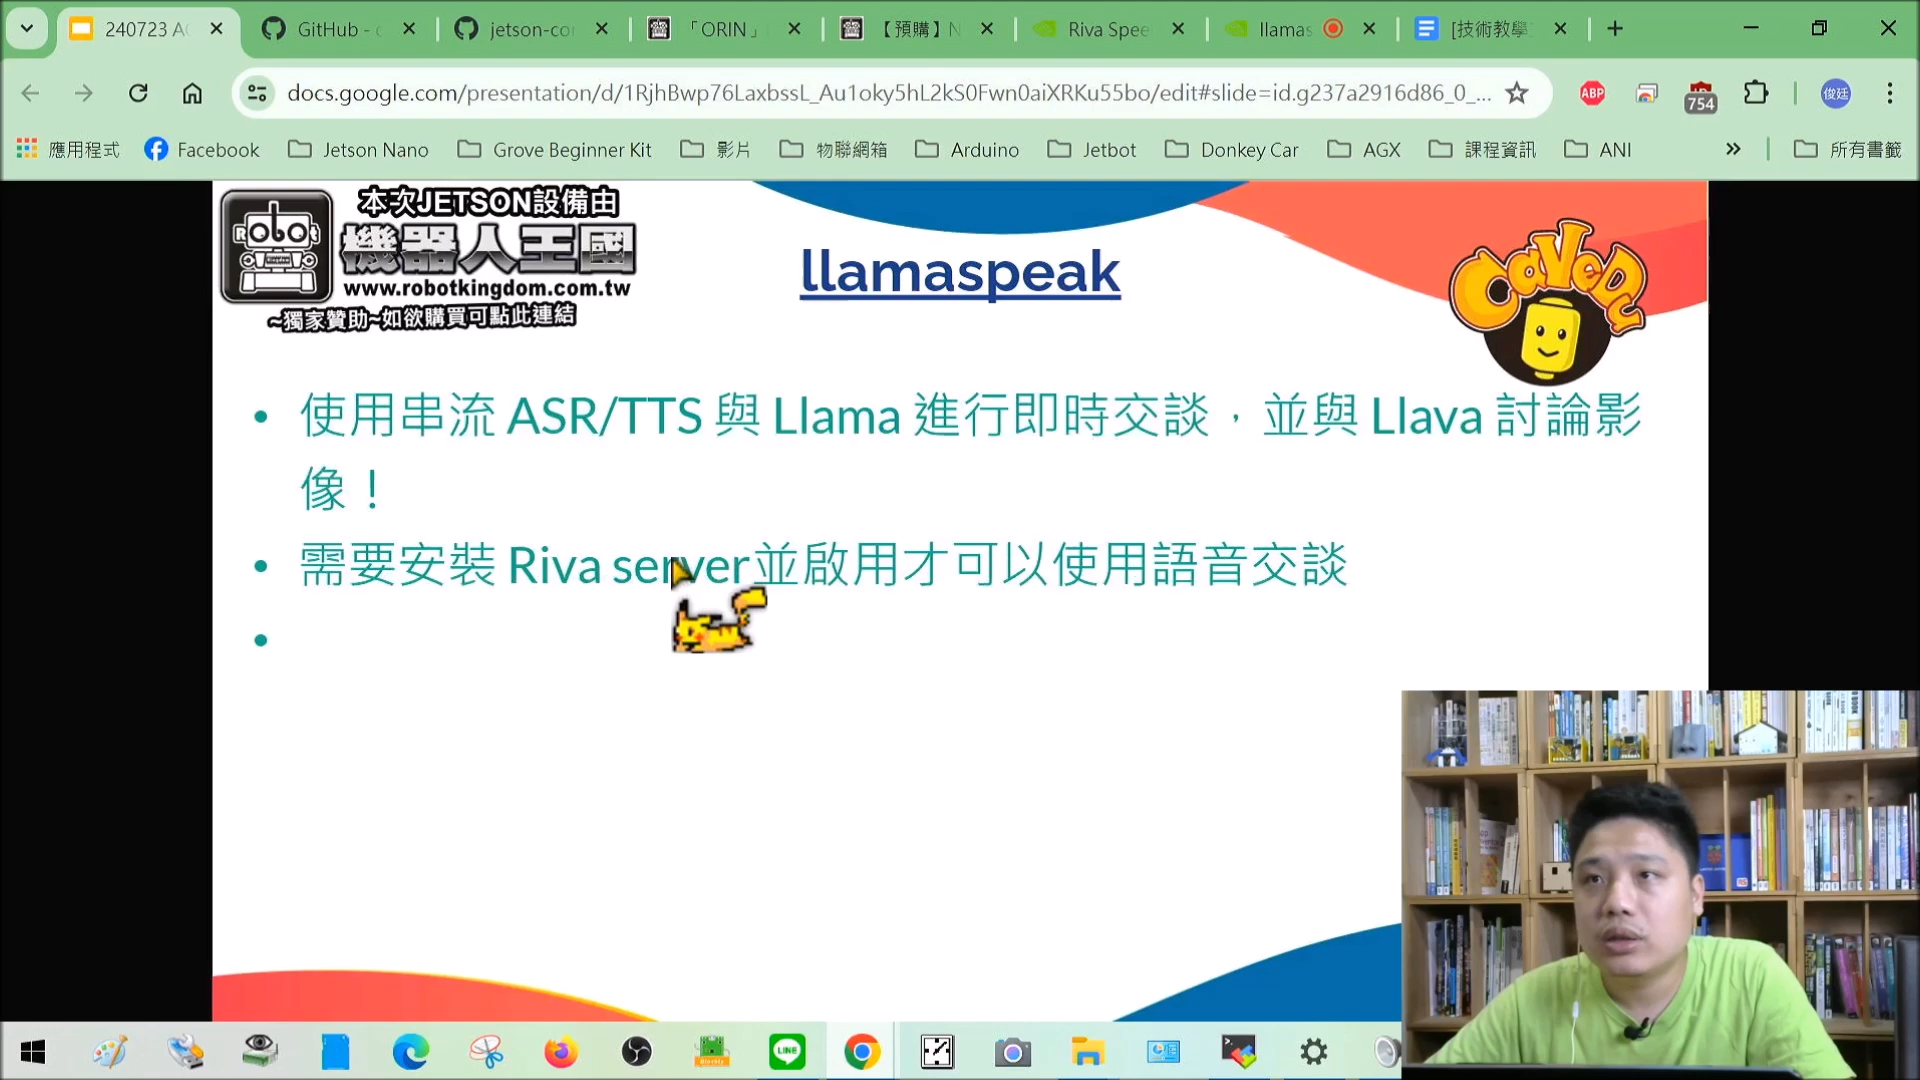 240723 A
GitHub - c
jetson-co
「ORIN」
【預購】N
Riva Spee
llamas
[技術教學
docs.google.com/presentation/d/1RjhBwp76LaxbssL_Au1oky5hL2kS0Fwn0aiXRKu55bo/edit#slide=id.g237a2916d86_0_...
ABP
754
俊廷
應用程式
Facebook
Jetson Nano
Grove Beginner Kit
影片
物聯網箱
Arduino
Jetbot
Donkey Car
AGX
課程資訊
ANI
所有書籤
本次JETSON設備由
Robot
機器人王國
www.robotkingdom.com.tw
~獨家贊助~如欲購買可點此連結
llamaspeak
CAVEDU
• 使用串流 ASR/TTS 與 Llama 進行即時交談，並與 Llava 討論影
像！
• 需要安裝 Riva server並啟用才可以使用語音交談
•
LINE